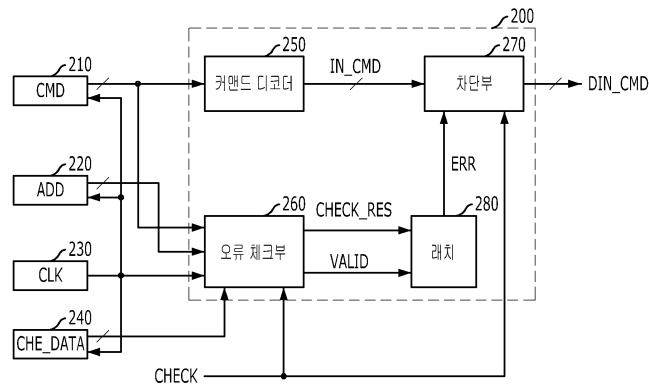 200
210
CMD
250
커맨드 디코더
IN_CMD
270
차단부
DIN_CMD
220
ADD
ERR
260
오류 체크부
CHECK_RES
280
래치
VALID
230
CLK
240
CHE_DATA
CHECK